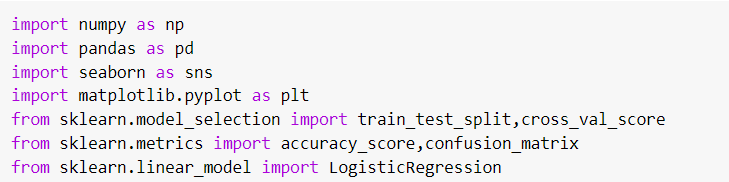 import numpy as np
import pandas as pd
import seaborn as sns
import matplotlib.pyplot as plt
from sklearn.model_selection import train_test_split,cross_val_score
from sklearn.metrics import accuracy_score,confusion_matrix
from sklearn.linear_model import LogisticRegression